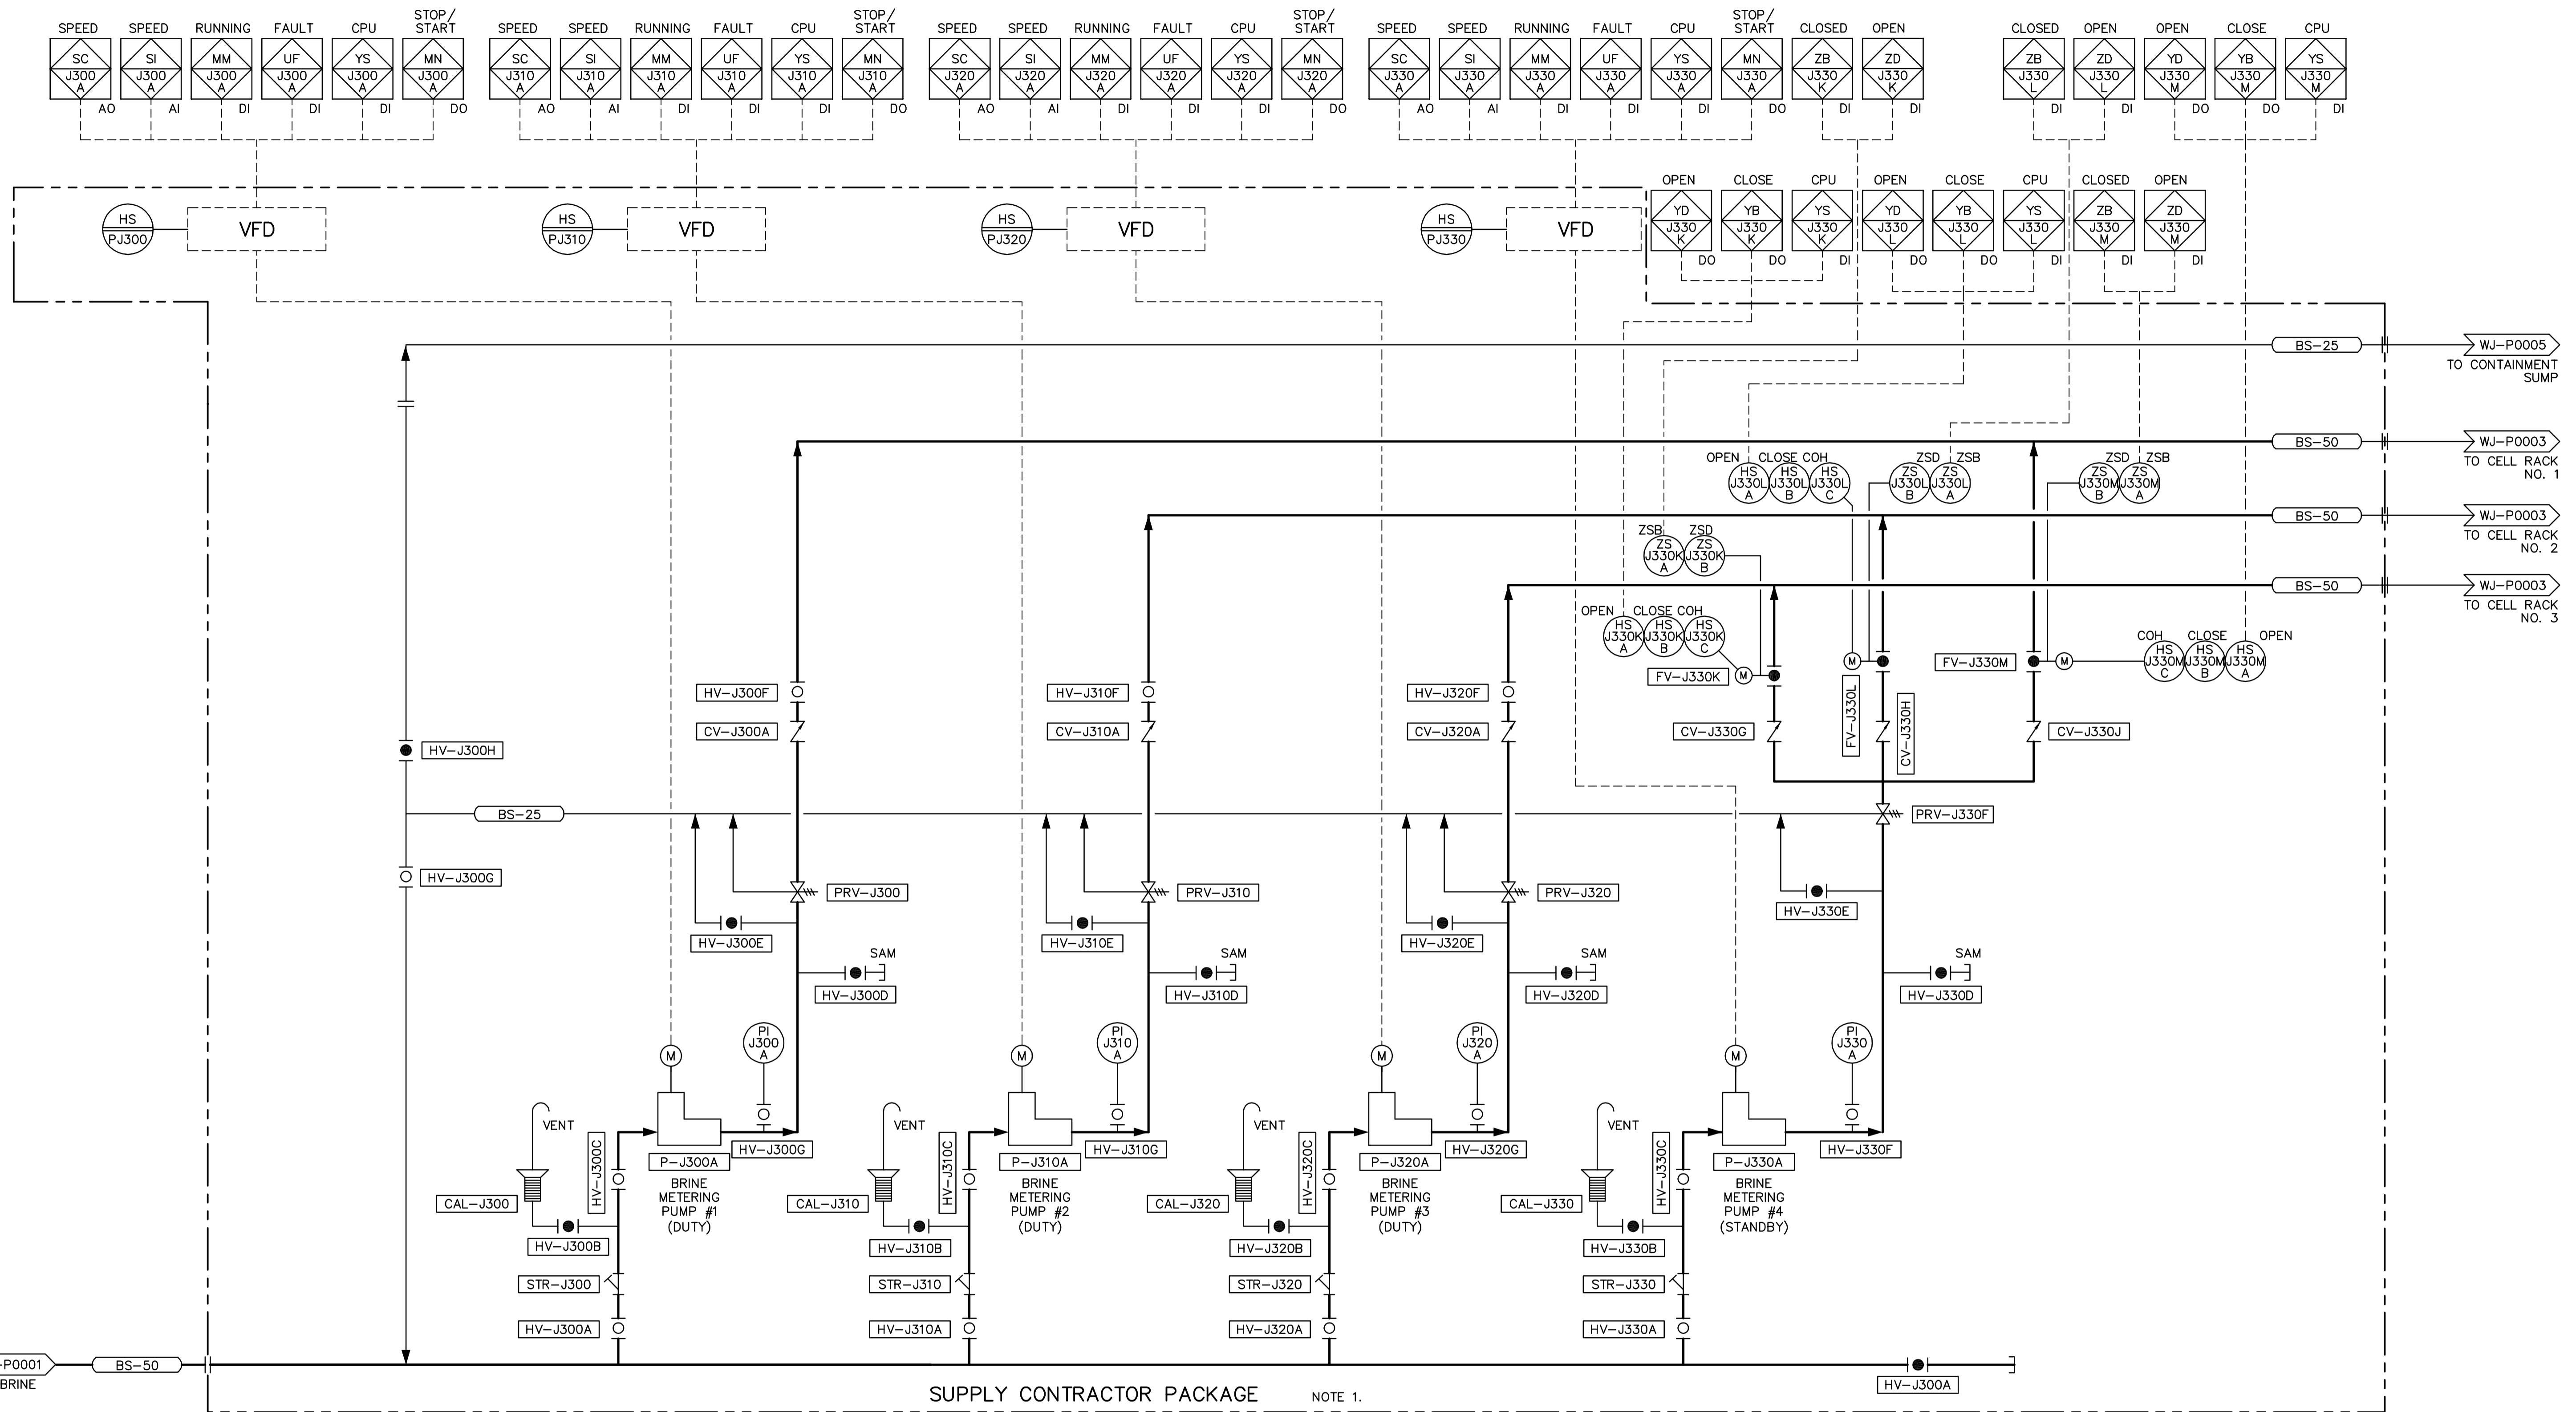 SPEED SPEED RUNNING FAULT CPU STOP/
START
SC
J300
A
AO
SI
J300
A
AI
MM
J300
A
DI
UF
J300
A
DI
YS
J300
A
DI
MN
J300
A
DO
SPEED SPEED RUNNING FAULT CPU STOP/
START
SC
J310
A
AO
SI
J310
A
AI
MM
J310
A
DI
UF
J310
A
DI
YS
J310
A
DI
MN
J310
A
DO
SPEED SPEED RUNNING FAULT CPU STOP/
START
SC
J320
A
AO
SI
J320
A
AI
MM
J320
A
DI
UF
J320
A
DI
YS
J320
A
DI
MN
J320
A
DO
SPEED SPEED RUNNING FAULT CPU STOP/
START
CLOSED OPEN
SC
J330
A
AO
SI
J330
A
AI
MM
J330
A
DI
UF
J330
A
DI
YS
J330
A
DI
MN
J330
A
DO
ZB
J330
K
DI
ZD
J330
K
DI
CLOSED OPEN OPEN CLOSE CPU
ZB
J330
L
DI
ZD
J330
L
DI
YD
J330
M
DO
YB
J330
M
DO
YS
J330
M
DI
HS
PJ300
VFD
HS
PJ310
VFD
HS
PJ320
VFD
HS
PJ330
VFD
OPEN CLOSE CPU OPEN CLOSE CPU CLOSED OPEN
YD
J330
K
DO
YB
J330
K
DO
YS
J330
K
DI
YD
J330
L
DO
YB
J330
L
DO
YS
J330
L
DI
ZB
J330
M
DI
ZD
J330
M
DI
BS-25
WJ-P0005
TO CONTAINMENT
SUMP
BS-50
WJ-P0003
TO CELL RACK
NO. 1
OPEN CLOSE COH
HS
J330L
A
HS
J330L
B
HS
J330L
C
ZSD ZSB
ZS
J330L
B
ZS
J330L
A
ZSD ZSB
ZS
J330M
B
ZS
J330M
A
BS-50
WJ-P0003
TO CELL RACK
NO. 2
ZSB ZSD
ZS
J330K
A
ZS
J330K
B
BS-50
WJ-P0003
TO CELL RACK
NO. 3
OPEN CLOSE COH
HS
J330K
A
HS
J330K
B
HS
J330K
C
COH CLOSE OPEN
HS
J330M
C
HS
J330M
B
HS
J330M
A
FV-J330K
M
M
FV-J330M
M
FV-J330L
CV-J330H
HV-J300F
HV-J310F
HV-J320F
CV-J300A
CV-J310A
CV-J320A
CV-J330G
CV-J330J
HV-J300H
BS-25
PRV-J330F
HV-J300G
PRV-J300
PRV-J310
PRV-J320
HV-J330E
HV-J300E
HV-J310E
HV-J320E
SAM
HV-J300D
SAM
HV-J310D
SAM
HV-J320D
SAM
HV-J330D
M
PI
J300
A
M
PI
J310
A
M
PI
J320
A
M
PI
J330
A
VENT
HV-J300C
HV-J300G
P-J300A
BRINE
METERING
PUMP #1
(DUTY)
VENT
HV-J310C
HV-J310G
P-J310A
BRINE
METERING
PUMP #2
(DUTY)
VENT
HV-J320C
HV-J320G
P-J320A
BRINE
METERING
PUMP #3
(DUTY)
VENT
HV-J330C
HV-J330F
P-J330A
BRINE
METERING
PUMP #4
(STANDBY)
CAL-J300
CAL-J310
CAL-J320
CAL-J330
HV-J300B
HV-J310B
HV-J320B
HV-J330B
STR-J300
STR-J310
STR-J320
STR-J330
HV-J300A
HV-J310A
HV-J320A
HV-J330A
-P0001
BRINE
BS-50
HV-J300A
SUPPLY CONTRACTOR PACKAGE NOTE 1.